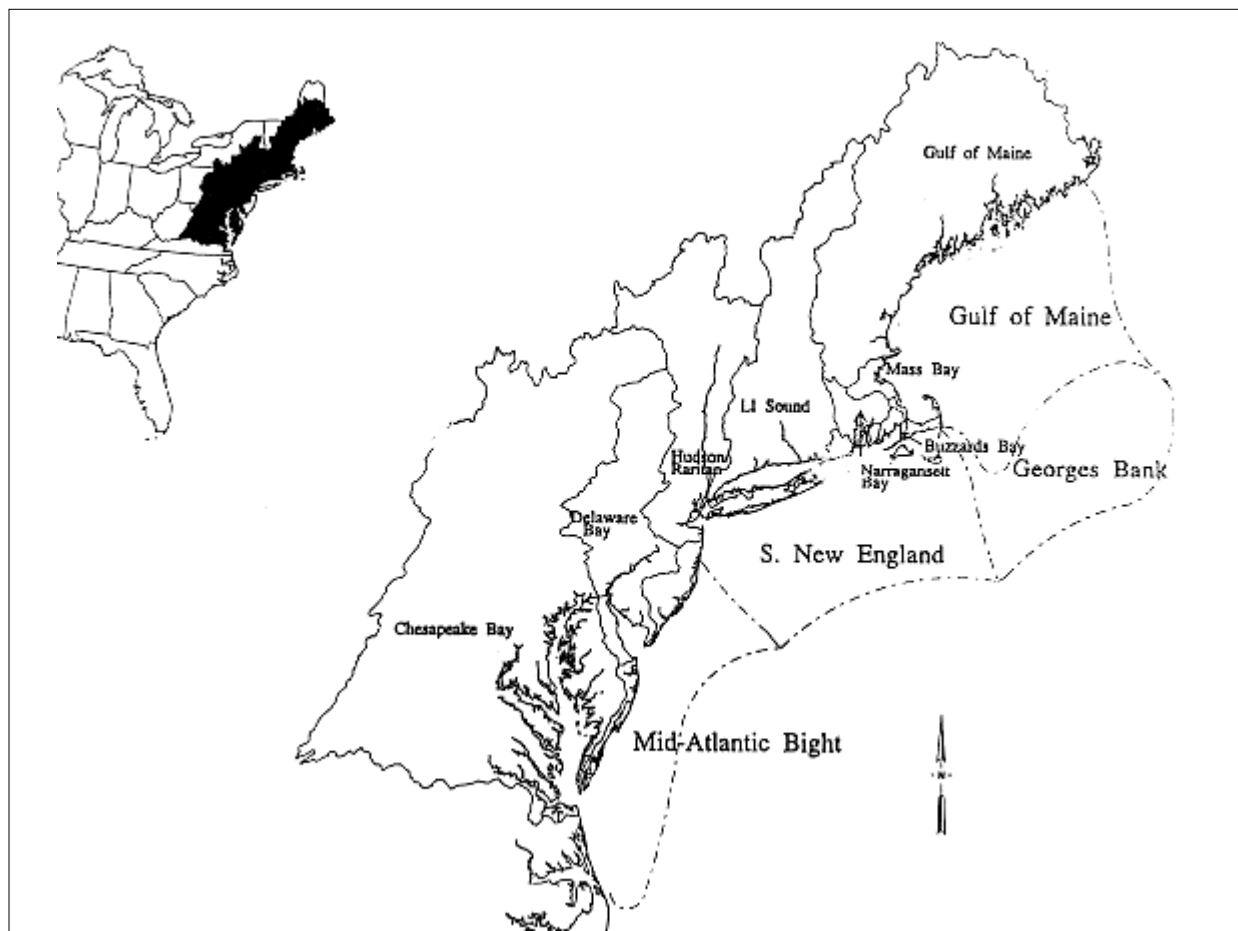 Gulf of Maine
Gulf of Maine
Mass Bay
LI Sound
Buzzards Bay
Hudson/
Raritan
Narragansett
Bay
Georges Bank
Delaware
Bay
S. New England
Chesapeake Bay
Mid-Atlantic Bight
N